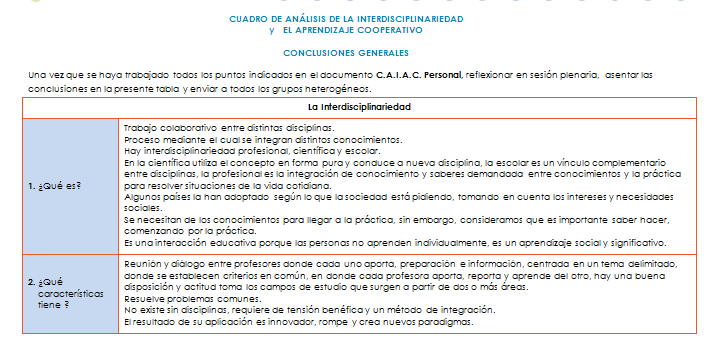 CUADRO DE ANÁLISIS DE LA INTERDISCIPLINARIEDAD
y EL APRENDIZAJE COOPERATIVO
CONCLUSIONES GENERALES
Una vez que se haya trabajado todos los puntos indicados en el documento C.A.I.A.C. Personal, reflexionar en sesión plenaria, asentar las
conclusiones en la presente tabla y enviar a todos los grupos heterogéneos.
La Interdisciplinariedad
1. ¿Qué es?
Trabajo colaborativo entre distintas disciplinas.
Proceso mediante el cual se integran distintos conocimientos.
Hay interdisciplinariedad profesional, científica y escolar.
En la científica utiliza el concepto en forma pura y conduce a nueva disciplina, la escolar es un vínculo complementario
entre disciplinas, la profesional es la integración de conocimiento y saberes demandada entre conocimientos y la práctica
para resolver situaciones de la vida cotidiana.
Algunos países la han adoptado según lo que la sociedad está pidiendo, tomando en cuenta los intereses y necesidades
sociales.
Se necesitan de los conocimientos para llegar a la práctica, sin embargo, consideramos que es importante saber hacer,
comenzando por la práctica.
Es una interacción educativa porque las personas no aprenden individualmente, es un aprendizaje social y significativo.
2. ¿Qué
características
tiene ?
Reunión y diálogo entre profesores donde cada uno aporta, preparación e información, centrada en un tema delimitado,
donde se establecen criterios en común, en donde cada profesora aporta, reporta y aprende del otro, hay una buena
disposición y actitud toma los campos de estudio que surgen a partir de dos o más áreas.
Resuelve problemas comunes.
No existe sin disciplinas, requiere de tensión benéfica y un método de integración.
El resultado de su aplicación es innovador, rompe y crea nuevos paradigmas.